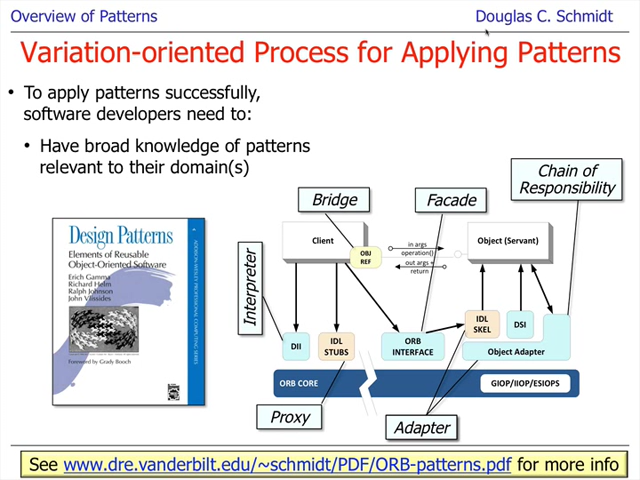 Overview of Patterns
Douglas C. Schmidt
Variation-oriented Process for Applying Patterns
• To apply patterns successfully,
software developers need to:
• Have broad knowledge of patterns
relevant to their domain(s)
Design Patterns
Elements of Reusable
Object-Oriented Software
Erich Gamma
Richard Helm
Ralph Johnson
John Vlissides
Foreword by Grady Booch
ADDISON-WESLEY PROFESSIONAL COMPUTING SERIES
Bridge
Facade
Chain of
Responsibility
Interpreter
Client
OBJ
REF
in args
operation()
out args +
return
Object (Servant)
DII
IDL
STUBS
ORB
INTERFACE
IDL
SKEL
DSI
Object Adapter
ORB CORE
GIOP/IIOP/ESIOPS
Proxy
Adapter
See www.dre.vanderbilt.edu/~schmidt/PDF/ORB-patterns.pdf for more info